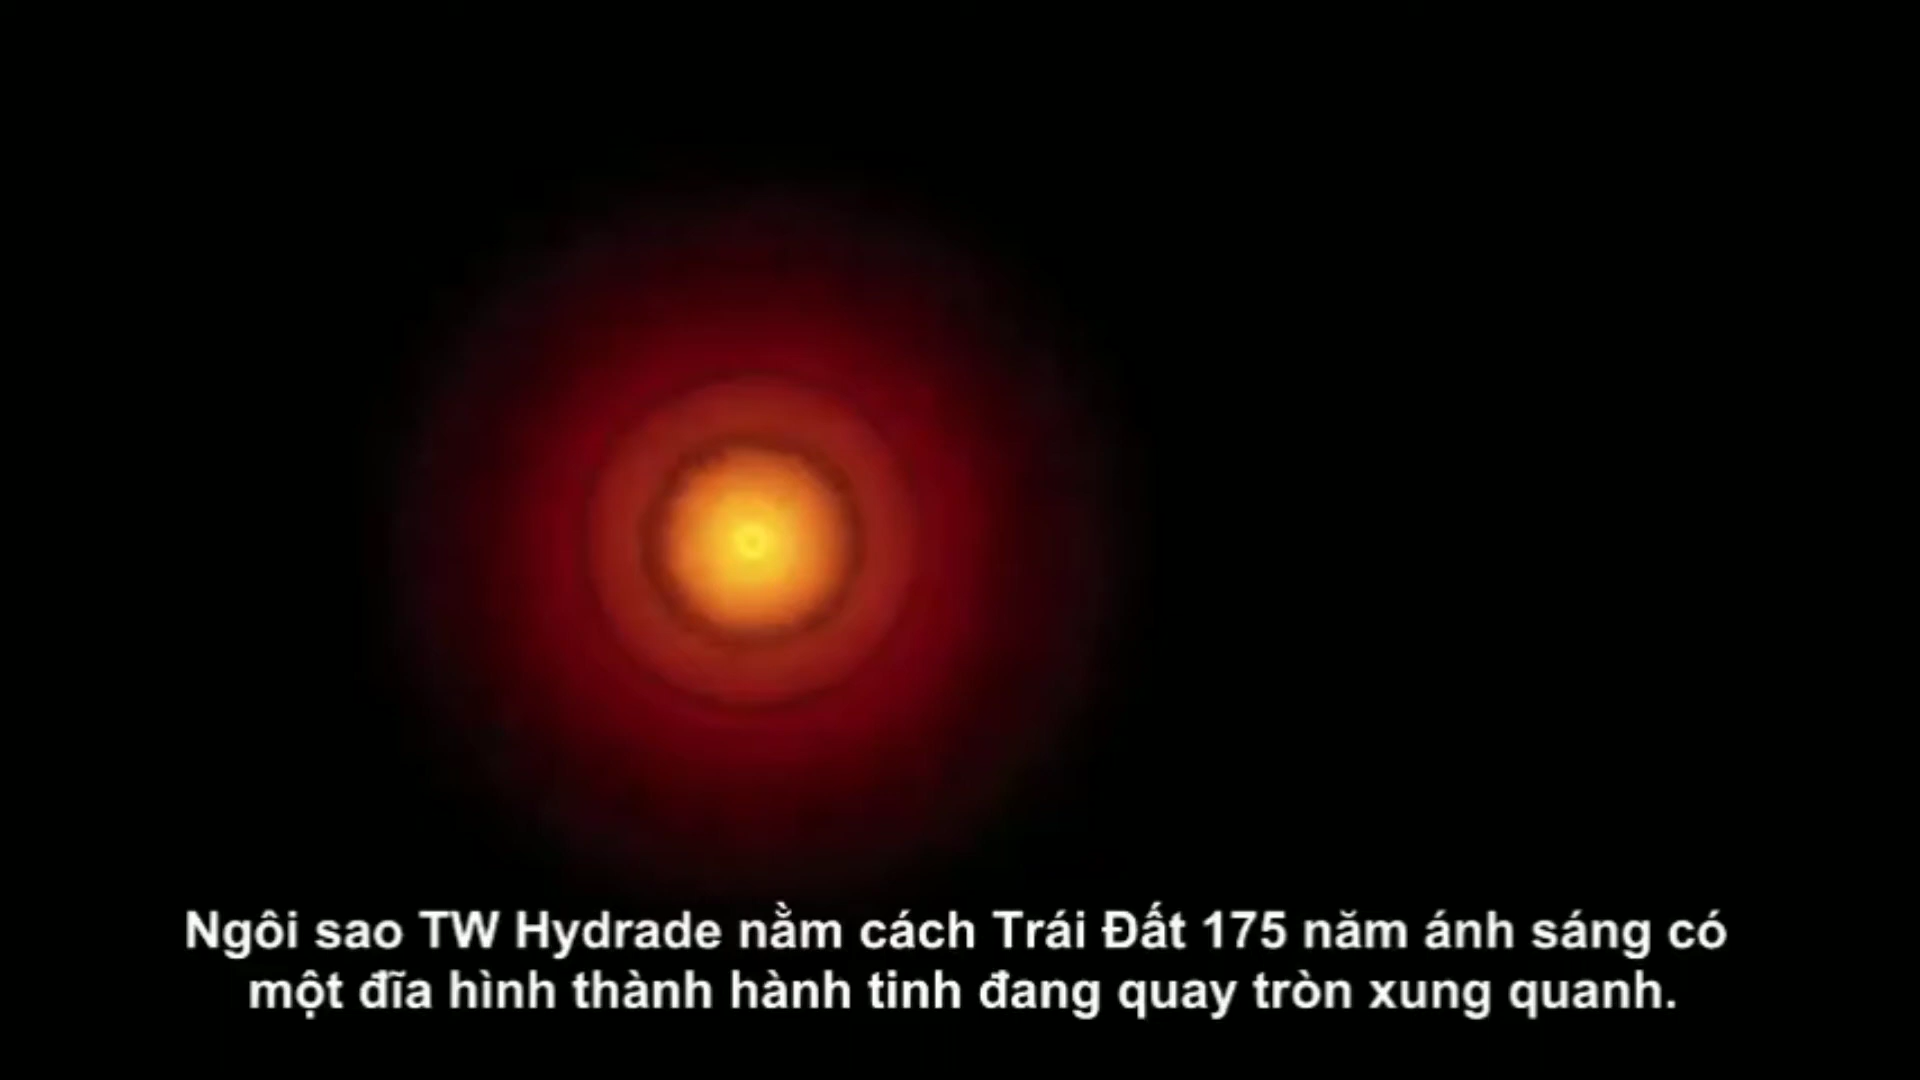 Ngôi sao TW Hydrade nằm cách Trái Đất 175 năm ánh sáng có
một đĩa hình thành hành tinh đang quay tròn xung quanh.